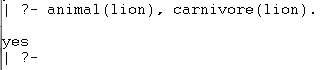 | ?- animal(lion), carnivore(lion).
yes
| ?-